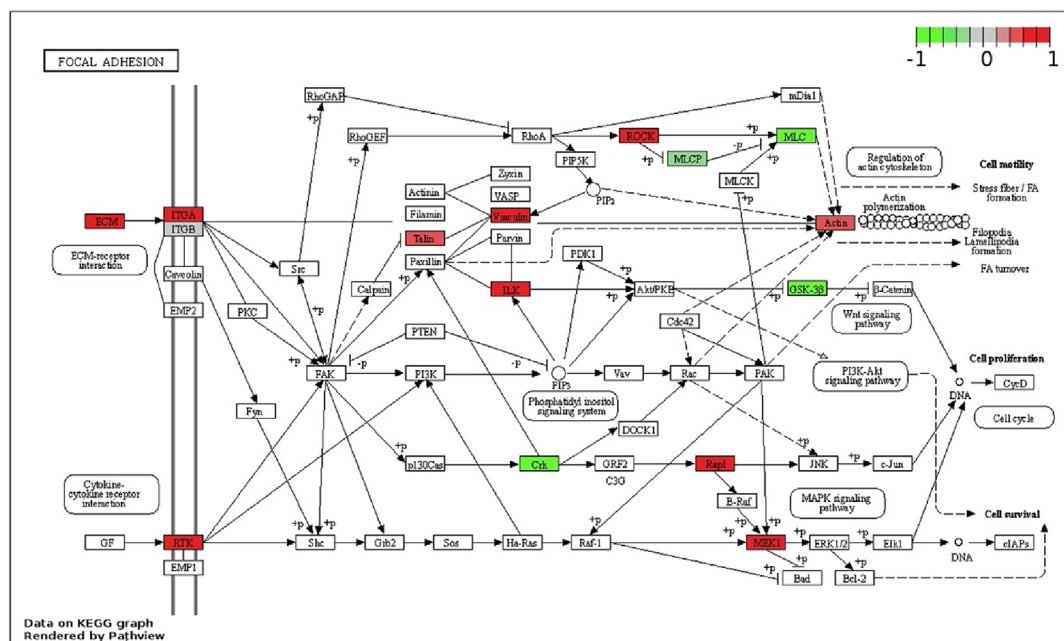 -1 0 1
FOCAL ADHESION
RhoGAP
mDia1
+p
RhoGEF
RhoA
ROCK
+p
MLC
+p
-p
MLCP
+p
PIP5K
MLCK
+p
Regulation of
actin cytoskeleton
Cell motility
Stress fiber / FA
formation
Zyxin
Actinin
VASP
PIP2
Actin
polymerization
ECM
ITGA
ITGB
Filamin
Vinculin
Actin
Talin
Parvin
Filopodia
Lamellipodia
formation
ECM-receptor
interaction
Paxillin
FA turnover
Src
PDK1
+p
Caveolin
Calpain
ILK
+p
Akt/PKB
GSK-3β
β-Catenin
EMP2
PKC
+p
Wnt signaling
pathway
PTEN
Cdc42
+p
-p
-p
FAK
PI3K
PIP3
Vav
Rac
PAK
PI3K-Akt
signaling pathway
Cell proliferation
CycD
DNA
Phosphatidyl inositol
signaling system
Fyn
DOCK1
Cell cycle
+p
+p
p130Cas
Crk
GRF2
C3G
Rap1
JNK
+p
c-Jun
Cytokine-
cytokine receptor
interaction
B-Raf
MAPK signaling
pathway
+p
+p
Cell survival
+p
+p
+p
+p
+p
+p
GF
RTK
Shc
Grb2
Sos
Ha-Ras
Raf-1
MEK1
ERK1/2
Elk1
DNA
cIAPs
EMP1
+p
+p
+p
Bad
Bcl-2
Data on KEGG graph
Rendered by Pathview